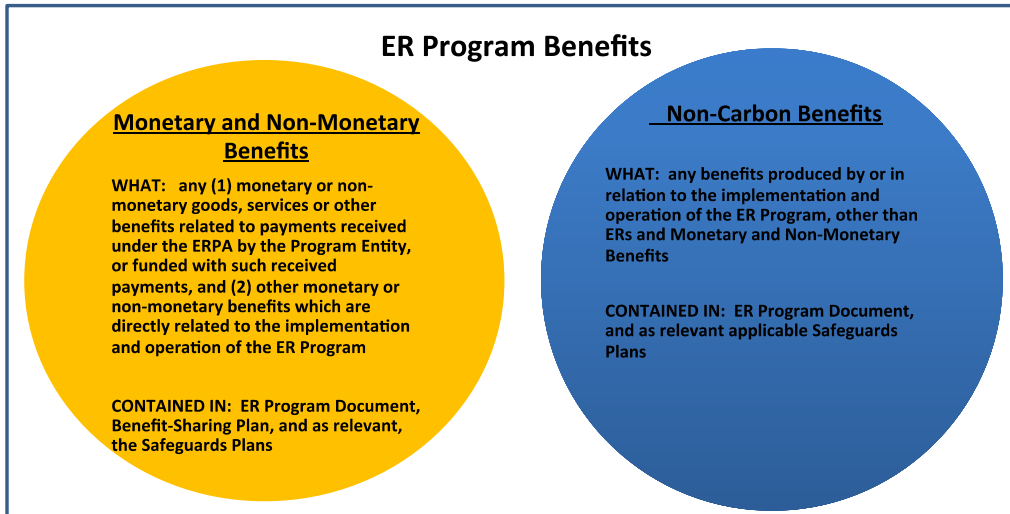 ER Program Benefits
Monetary and Non-Monetary
Benefits
WHAT: any (1) monetary or non-
monetary goods, services or other
benefits related to payments received
under the ERPA by the Program Entity,
or funded with such received
payments, and (2) other monetary or
non-monetary benefits which are
directly related to the implementation
and operation of the ER Program
CONTAINED IN: ER Program Document,
Benefit-Sharing Plan, and as relevant,
the Safeguards Plans
Non-Carbon Benefits
WHAT: any benefits produced by or in
relation to the implementation and
operation of the ER Program, other than
ERs and Monetary and Non-Monetary
Benefits
CONTAINED IN: ER Program Document,
and as relevant applicable Safeguards
Plans